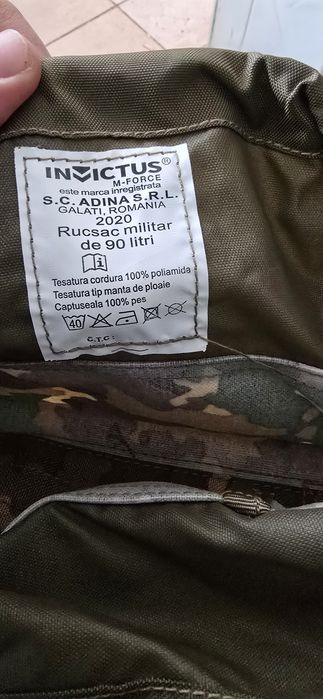 INVICTUS®
M-FORCE
este marca inregistrata
S.C. ADINA S.R.L.
GALATI, ROMANIA
2020
Rucsac militar
de 90 litri
Tesatura cordura 100% poliamida
Tesatura tip manta de ploaie
Captuseala 100% pes
40
C.T.C :